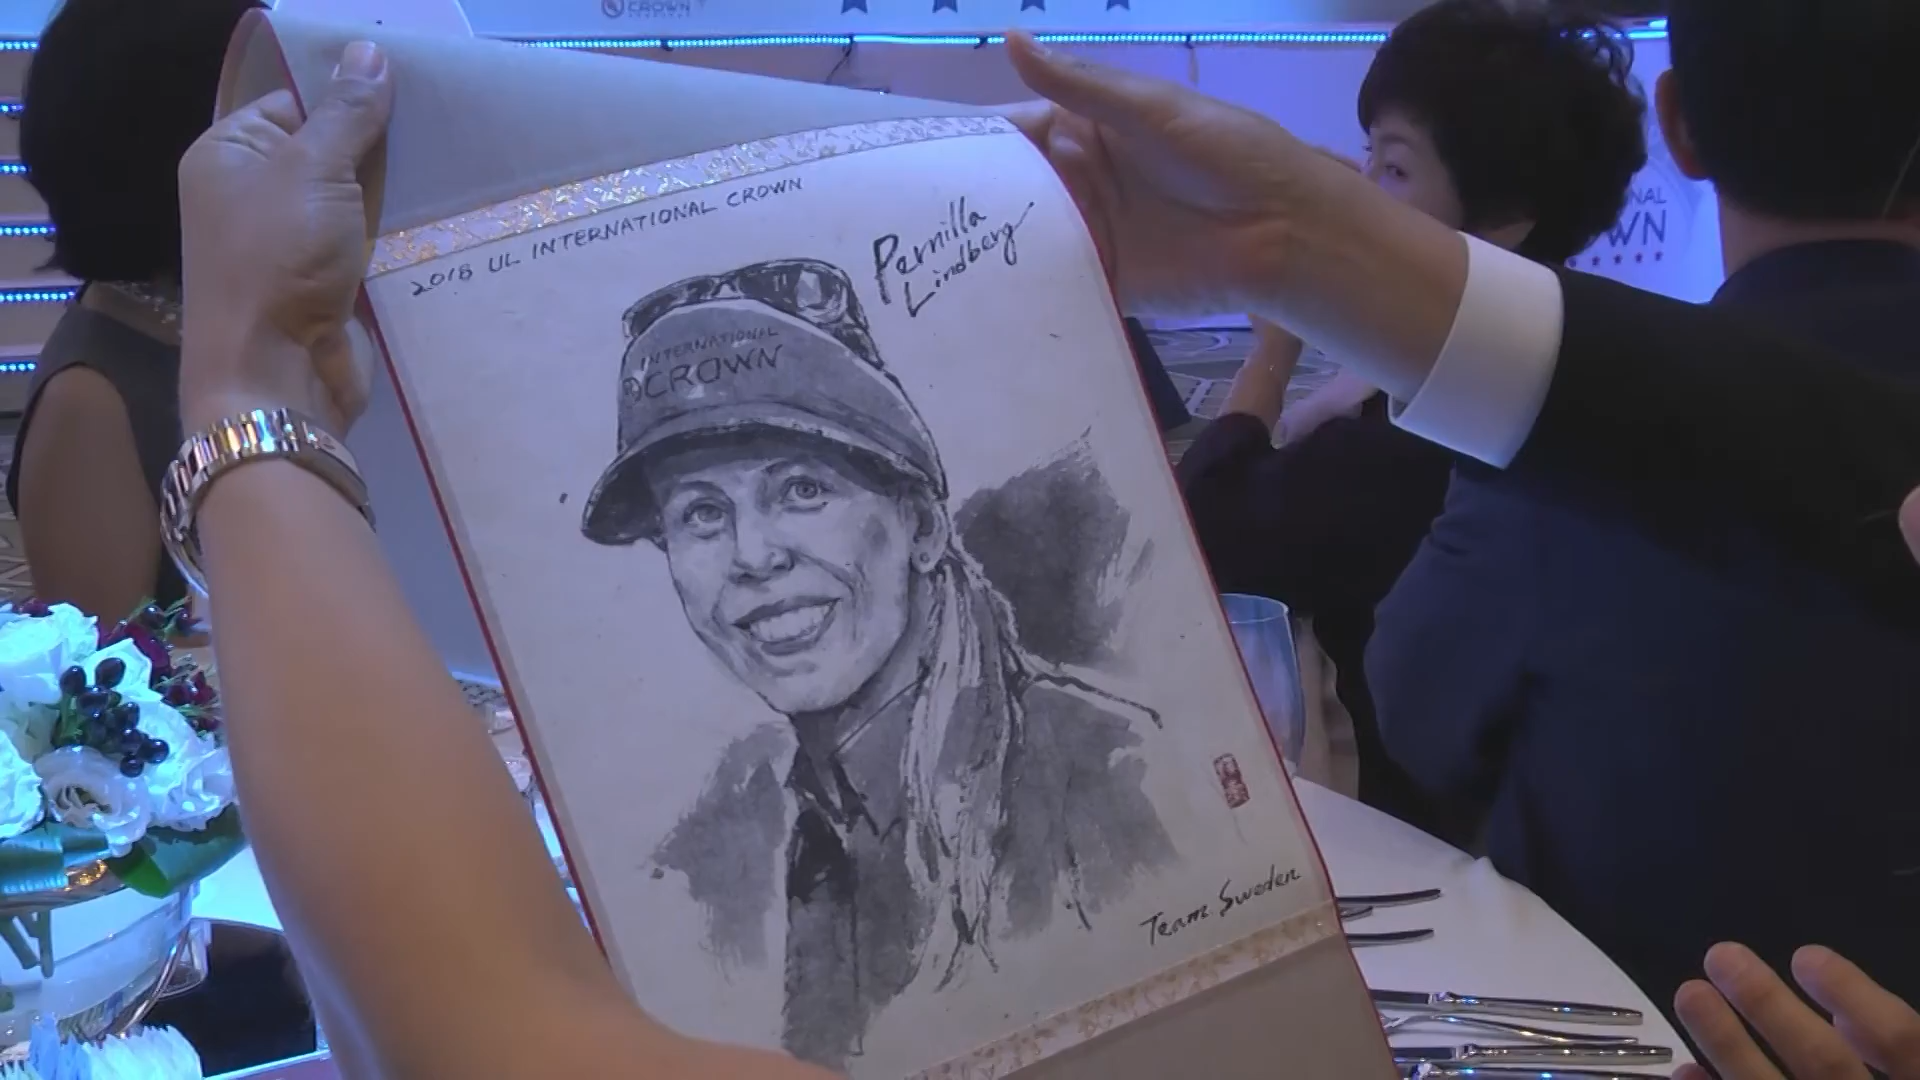 CROWN
2018 UL INTERNATIONAL CROWN
Pernilla
Lindberg
INTERNATIONAL
CROWN
Team Sweden